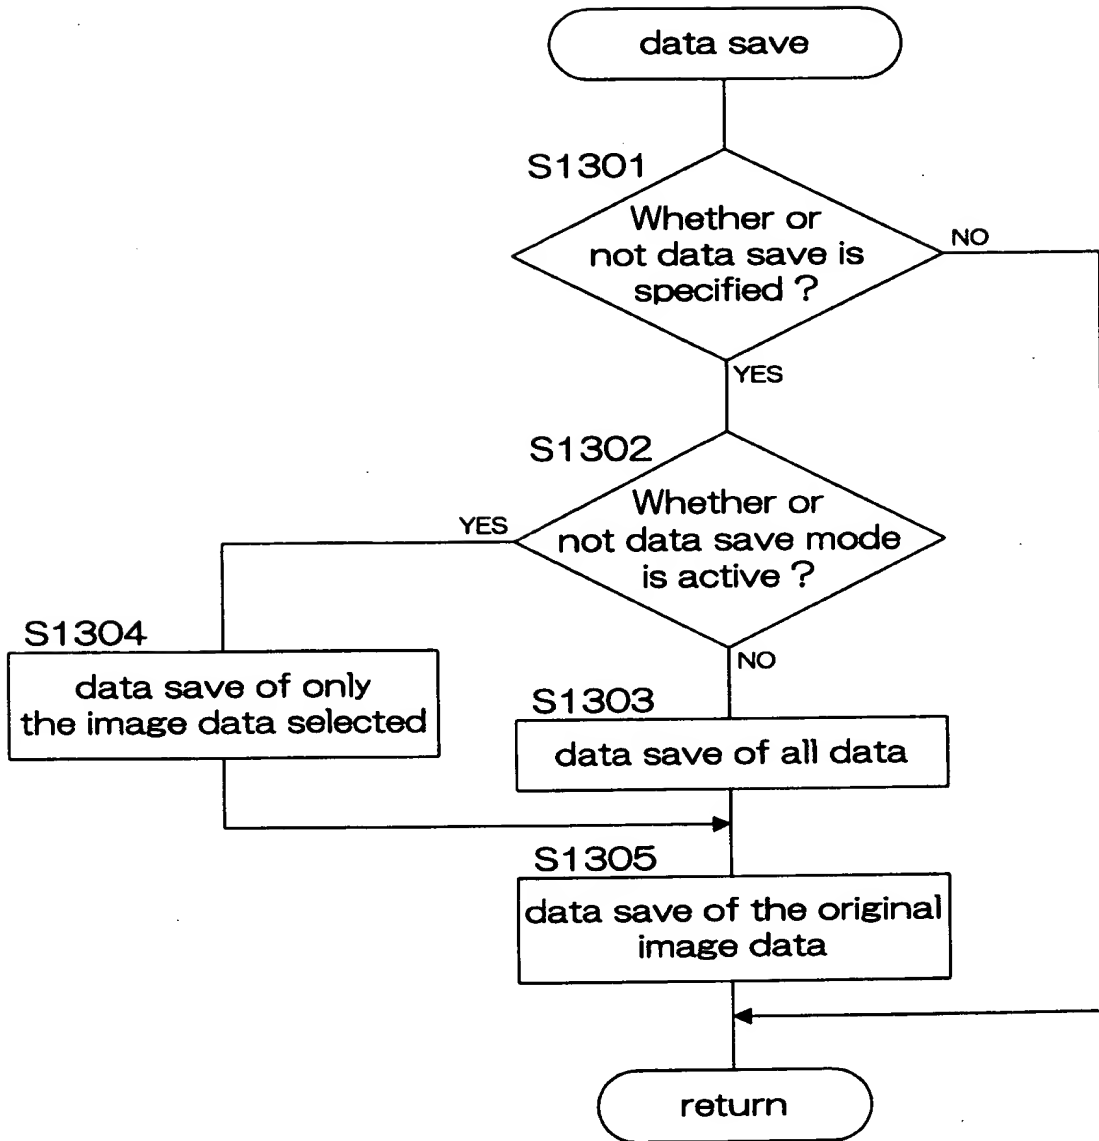 data save
S1301
Whether or
not data save is
specified ?
NO
YES
S1302
Whether or
not data save mode
is active ?
YES
NO
S1304
data save of only
the image data selected
S1303
data save of all data
S1305
data save of the original
image data
return